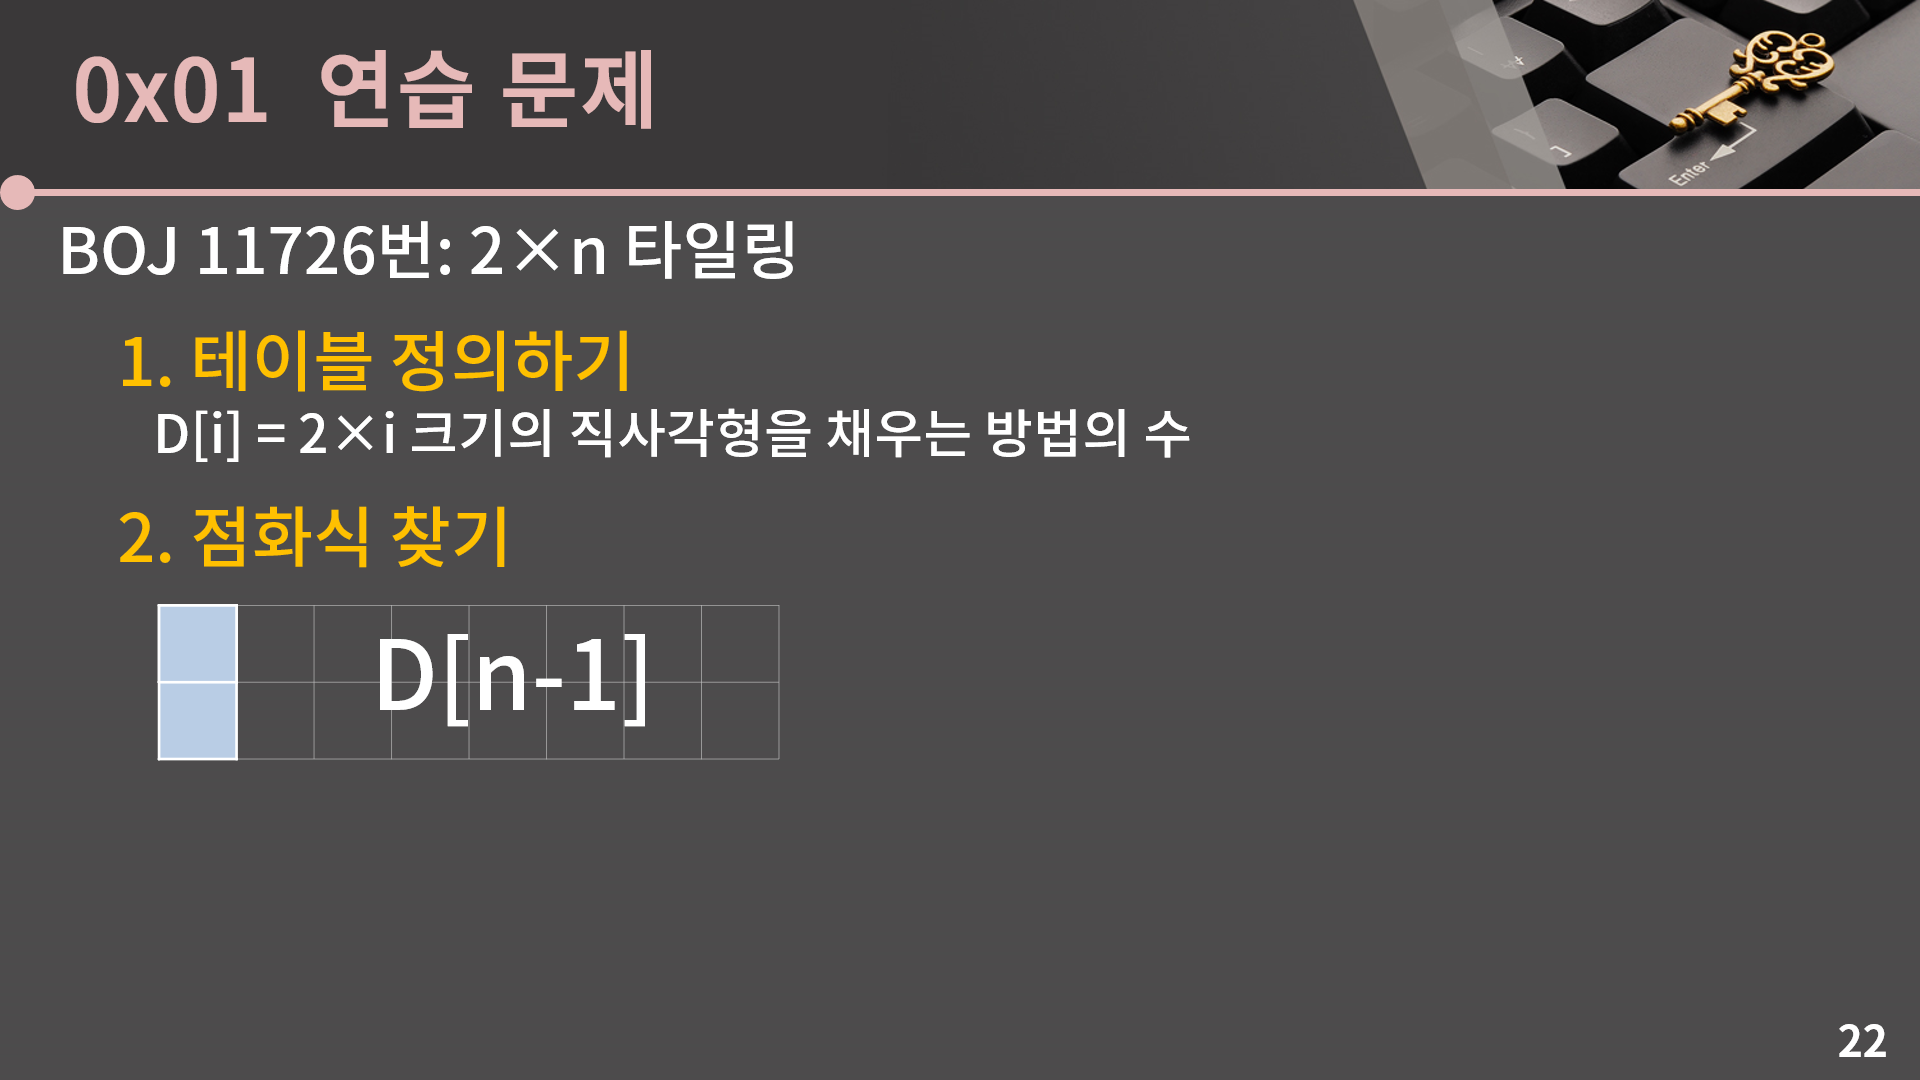 0x01 연습 문제
Enter
BOJ 11726번: 2×n 타일링
1. 테이블 정의하기
D[i] = 2×i 크기의 직사각형을 채우는 방법의 수
2. 점화식 찾기
D[n-1]
22